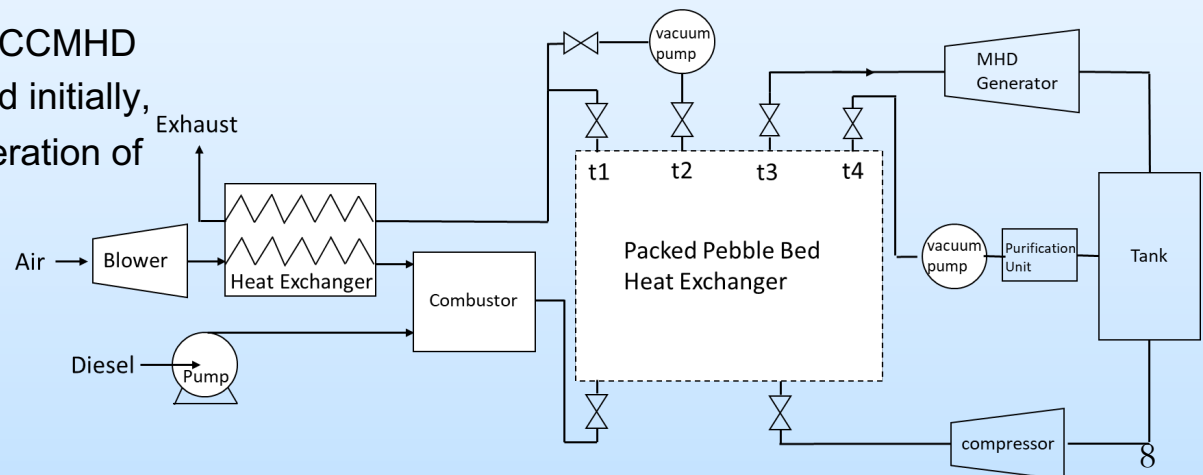 CCMHD
d initially,
eration of
Exhaust
Air
Blower
Heat Exchanger
Combustor
Diesel
Pump
vacuum
pump
t1
t2
t3
t4
Packed Pebble Bed
Heat Exchanger
MHD
Generator
vacuum
pump
Purification
Unit
Tank
compressor
8